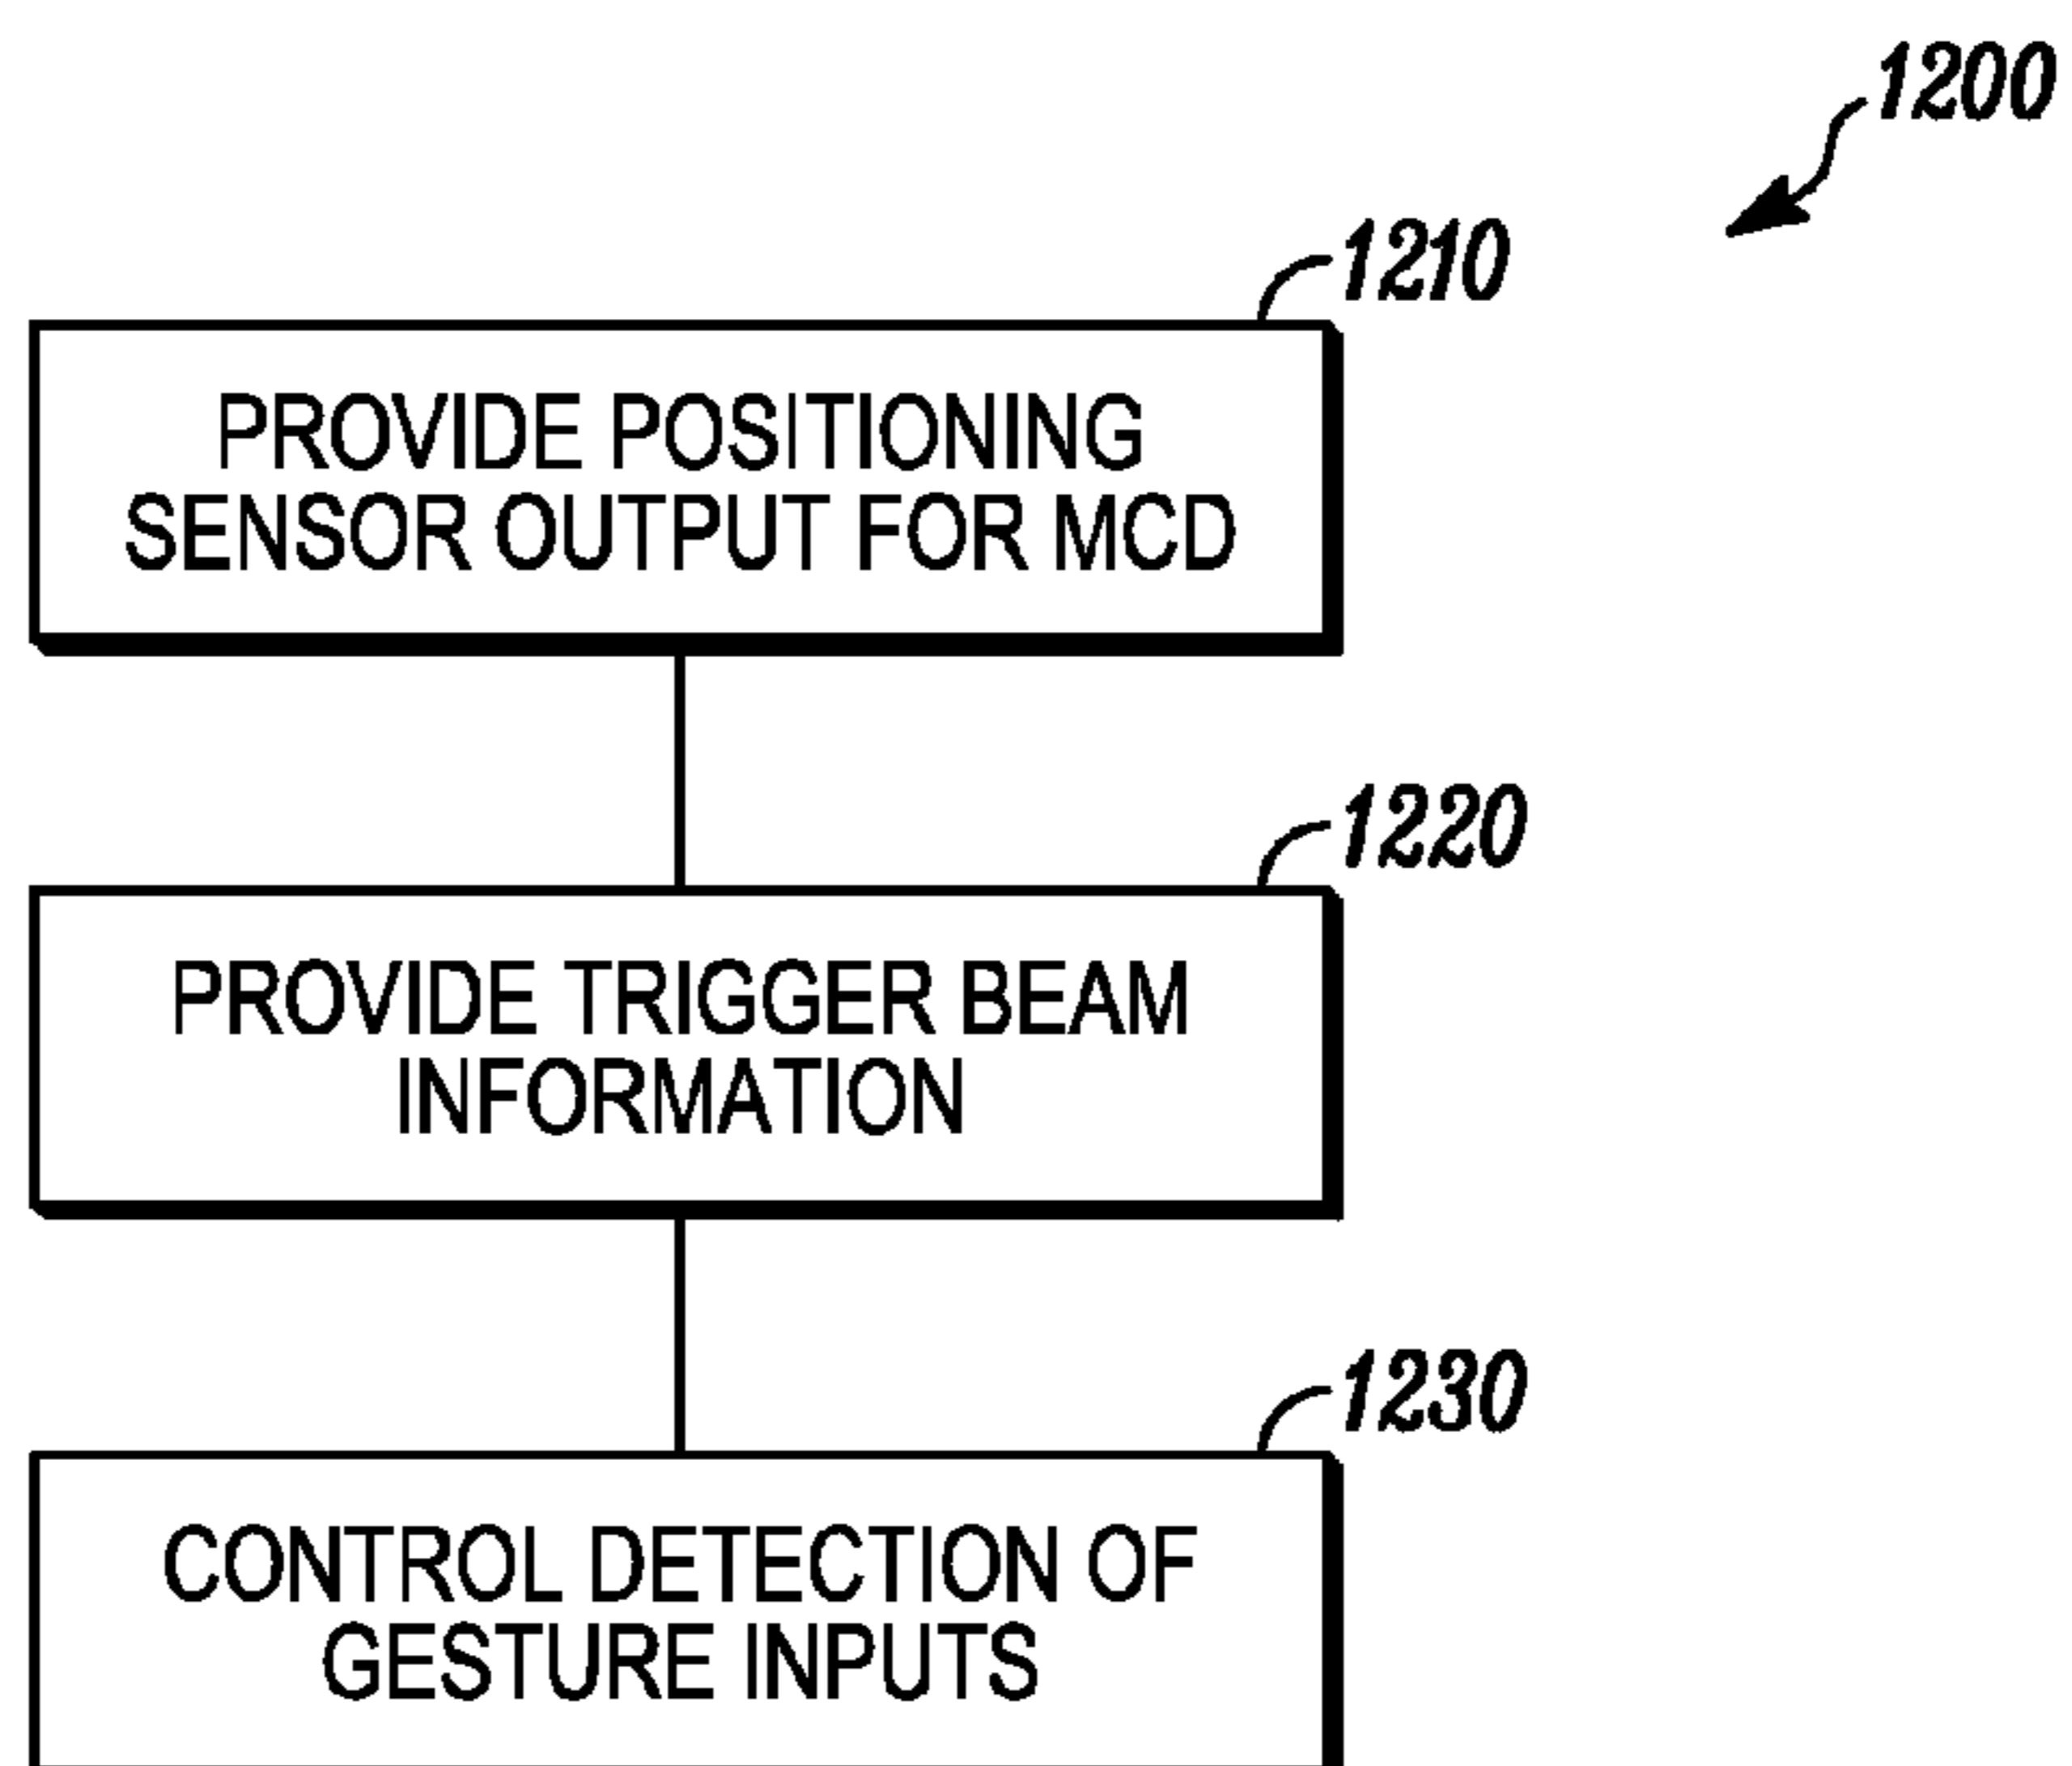 1200
1210
PROVIDE POSITIONING
SENSOR OUTPUT FOR MCD
1220
PROVIDE TRIGGER BEAM
INFORMATION
1230
CONTROL DETECTION OF
GESTURE INPUTS